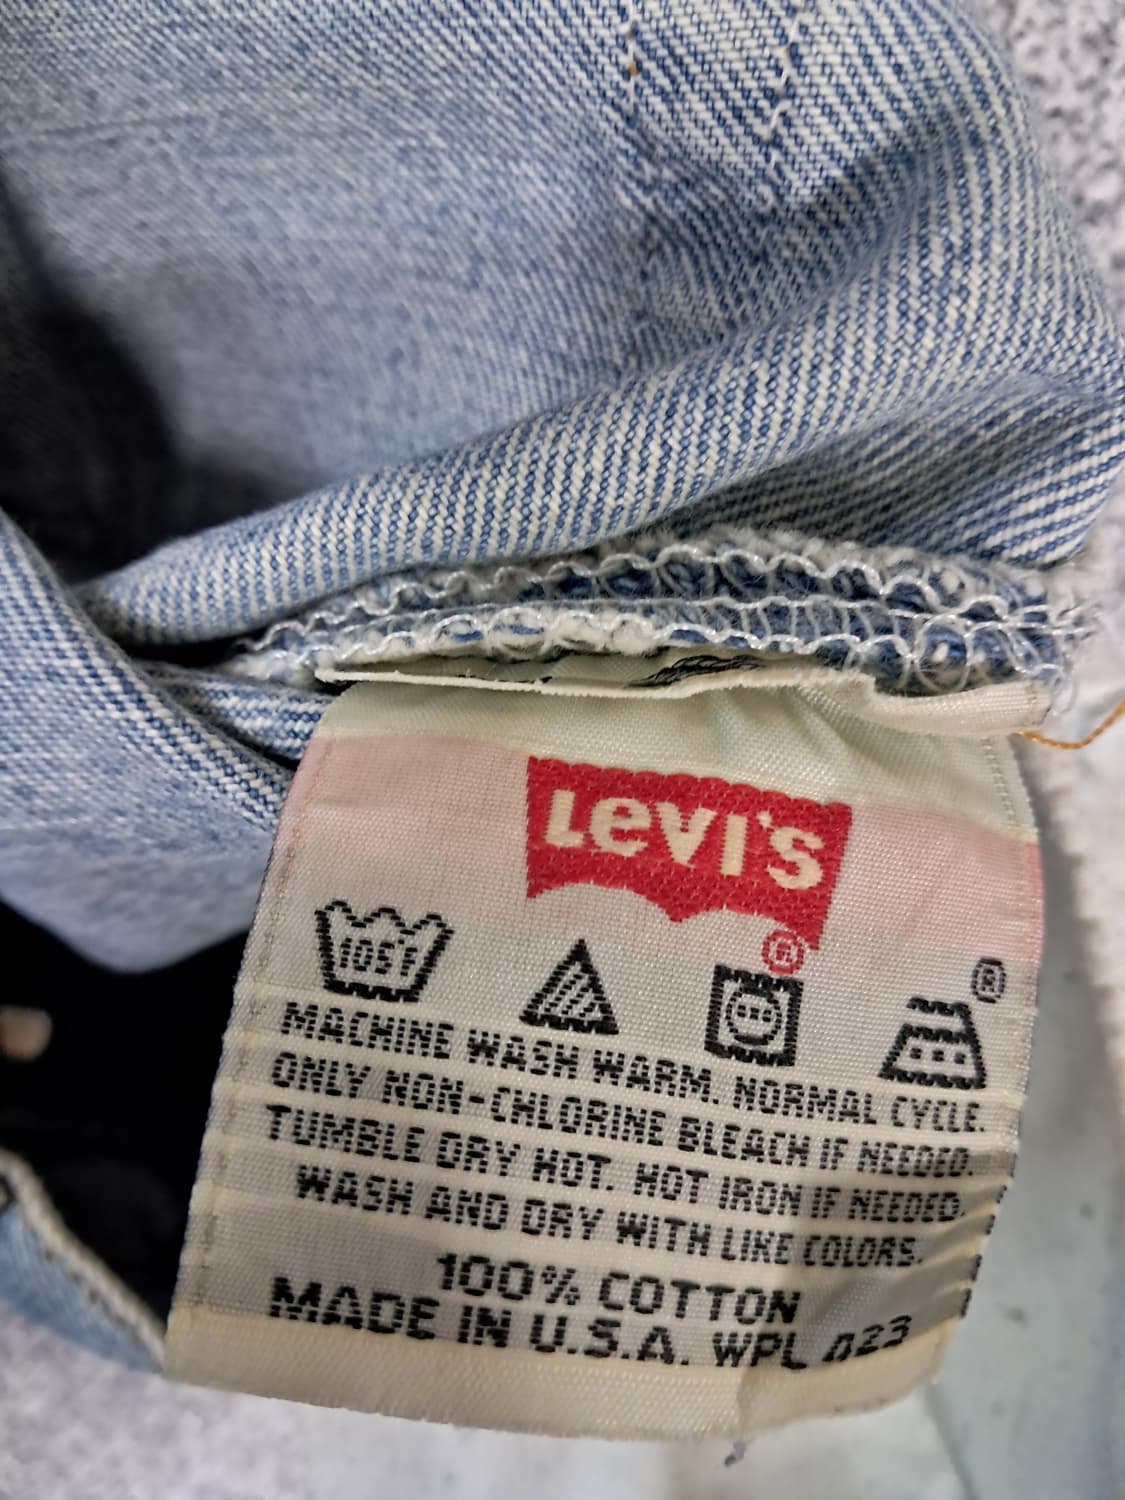 LEVI'S
®
105°F
®
MACHINE WASH WARM. NORMAL CYCLE.
ONLY NON-CHLORINE BLEACH IF NEEDED.
TUMBLE DRY HOT. HOT IRON IF NEEDED.
WASH AND DRY WITH LIKE COLORS.
100% COTTON
MADE IN U.S.A. WPL 423